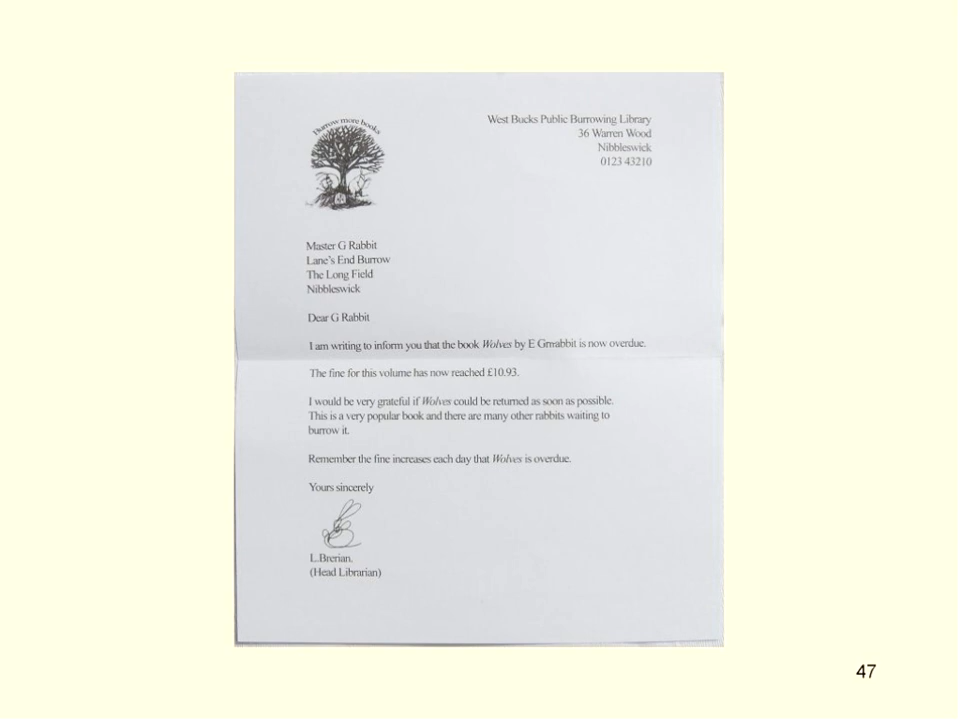 Burrow more books
West Bucks Public Burrowing Library
36 Warren Wood
Nibbleswick
0123 43210
Master G Rabbit
Lane's End Burrow
The Long Field
Nibbleswick
Dear G Rabbit
I am writing to inform you that the book Wolves by E Grrrabbit is now overdue.
The fine for this volume has now reached £10.93.
I would be very grateful if Wolves could be returned as soon as possible.
This is a very popular book and there are many other rabbits waiting to
burrow it.
Remember the fine increases each day that Wolves is overdue.
Yours sincerely
L.Brerian.
(Head Librarian)
47